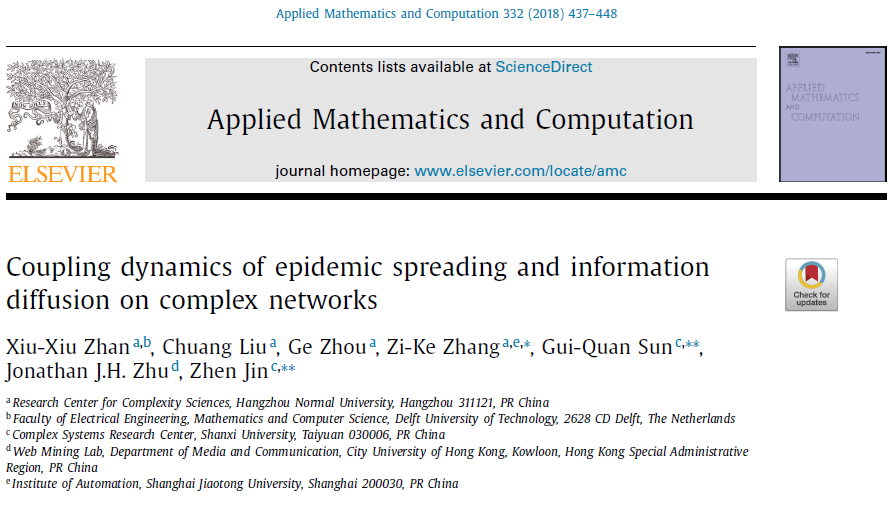 Applied Mathematics and Computation 332 (2018) 437–448
Contents lists available at ScienceDirect
Applied Mathematics and Computation
journal homepage: www.elsevier.com/locate/amc
ELSEVIER
APPLIED
MATHEMATICS
AND
COMPUTATION
Coupling dynamics of epidemic spreading and information
diffusion on complex networks
Check for
updates
Xiu-Xiu Zhan a,b, Chuang Liu a, Ge Zhou a, Zi-Ke Zhang a,e,*, Gui-Quan Sun c,**,
Jonathan J.H. Zhu d, Zhen Jin c,**
a Research Center for Complexity Sciences, Hangzhou Normal University, Hangzhou 311121, PR China
b Faculty of Electrical Engineering, Mathematics and Computer Science, Delft University of Technology, 2628 CD Delft, The Netherlands
c Complex Systems Research Center, Shanxi University, Taiyuan 030006, PR China
d Web Mining Lab, Department of Media and Communication, City University of Hong Kong, Kowloon, Hong Kong Special Administrative
Region, PR China
e Institute of Automation, Shanghai Jiaotong University, Shanghai 200030, PR China